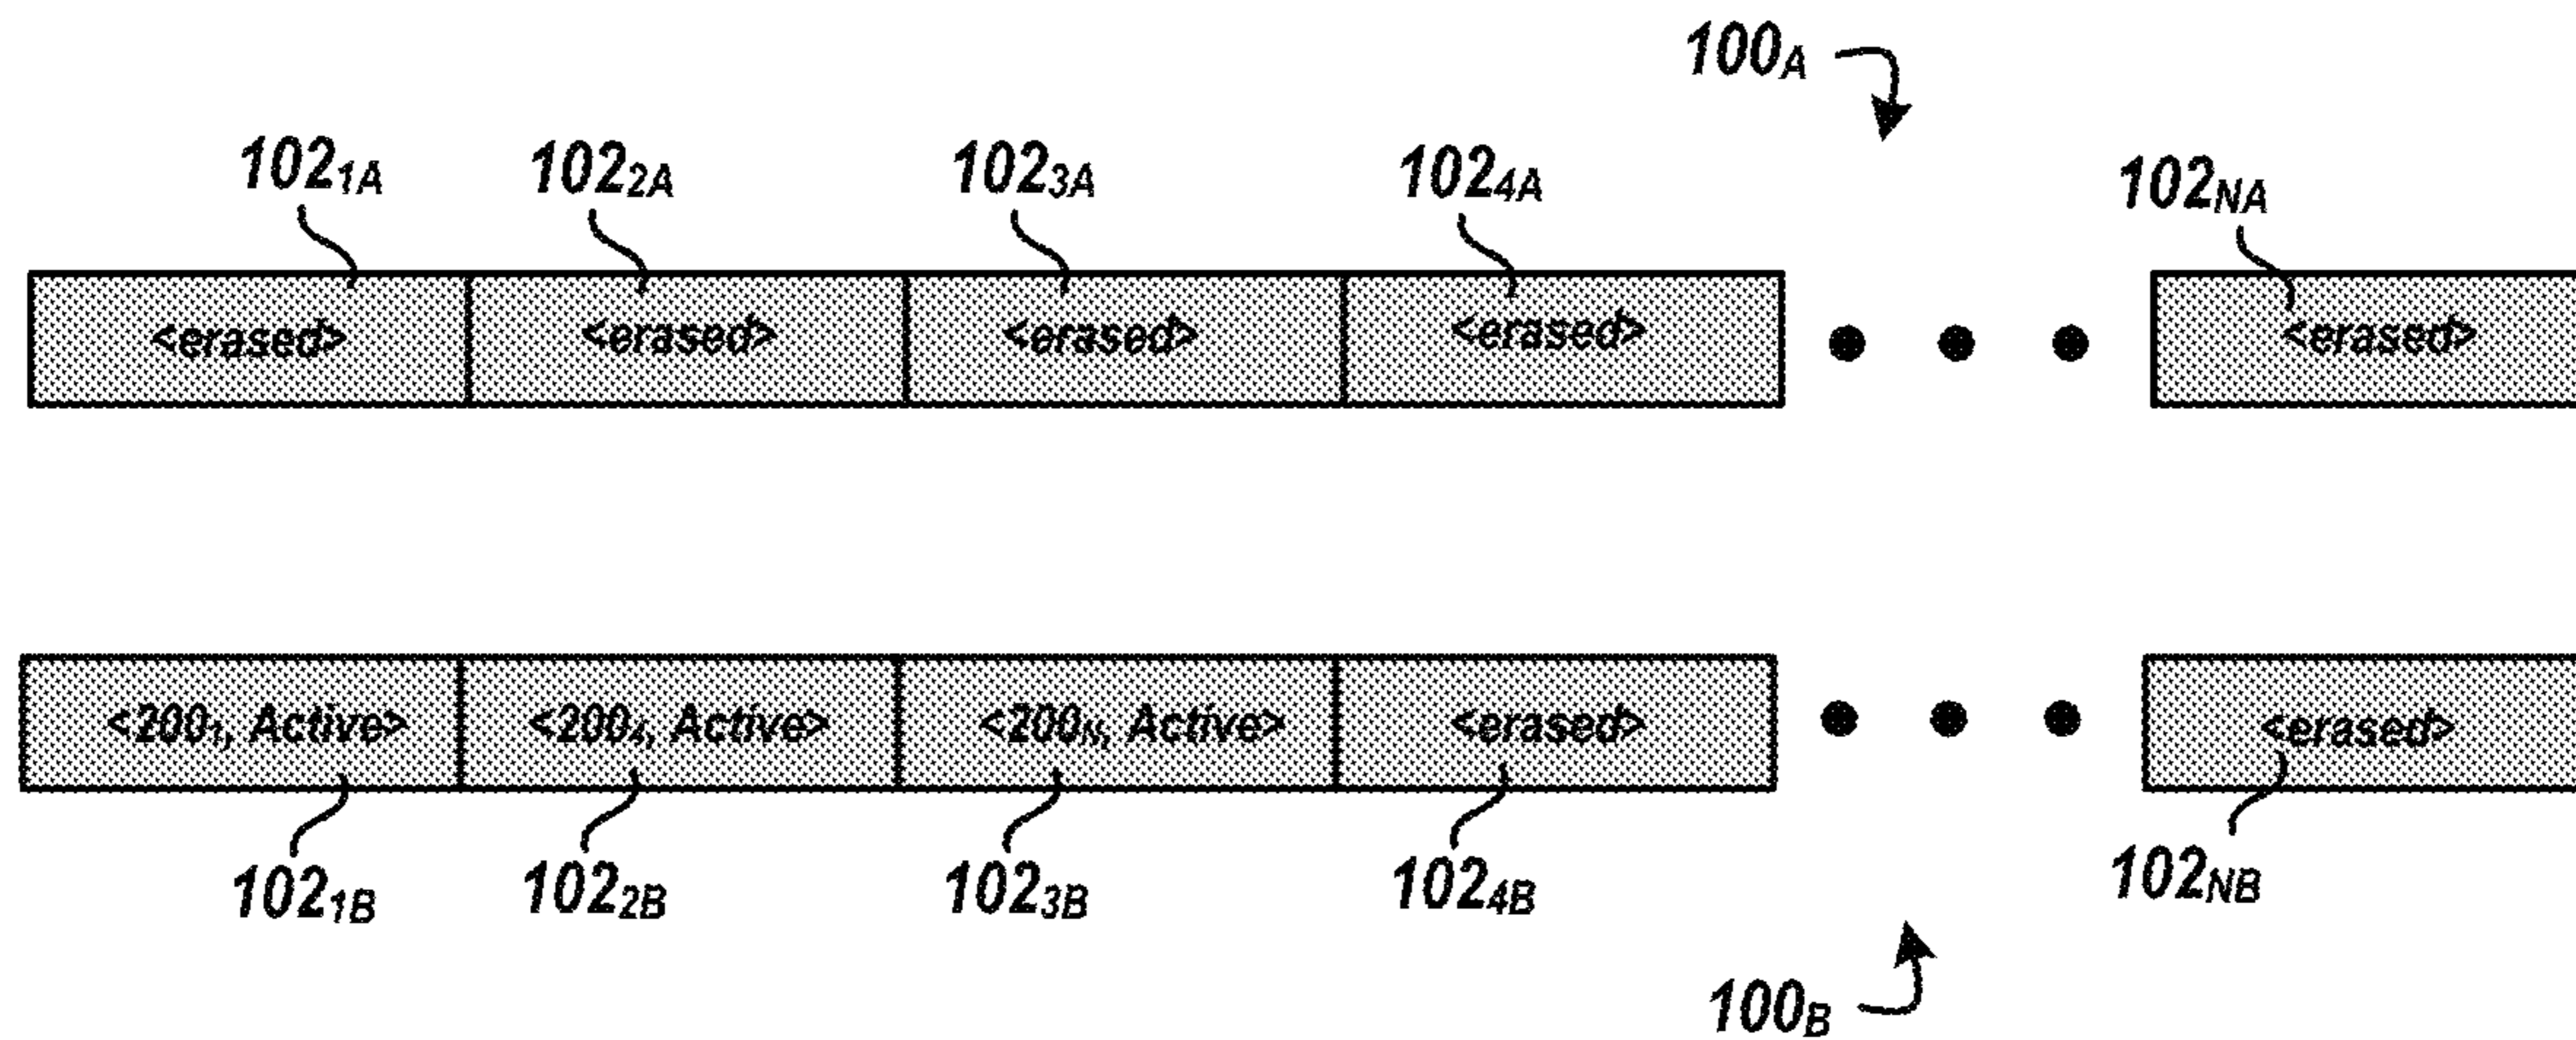 100A
1021A 1022A 1023A 1024A 102NA
<erased> <erased> <erased> <erased> <erased>
<2001, Active> <2004, Active> <200N, Active> <erased> <erased>
1021B 1022B 1023B 1024B 102NB
100B